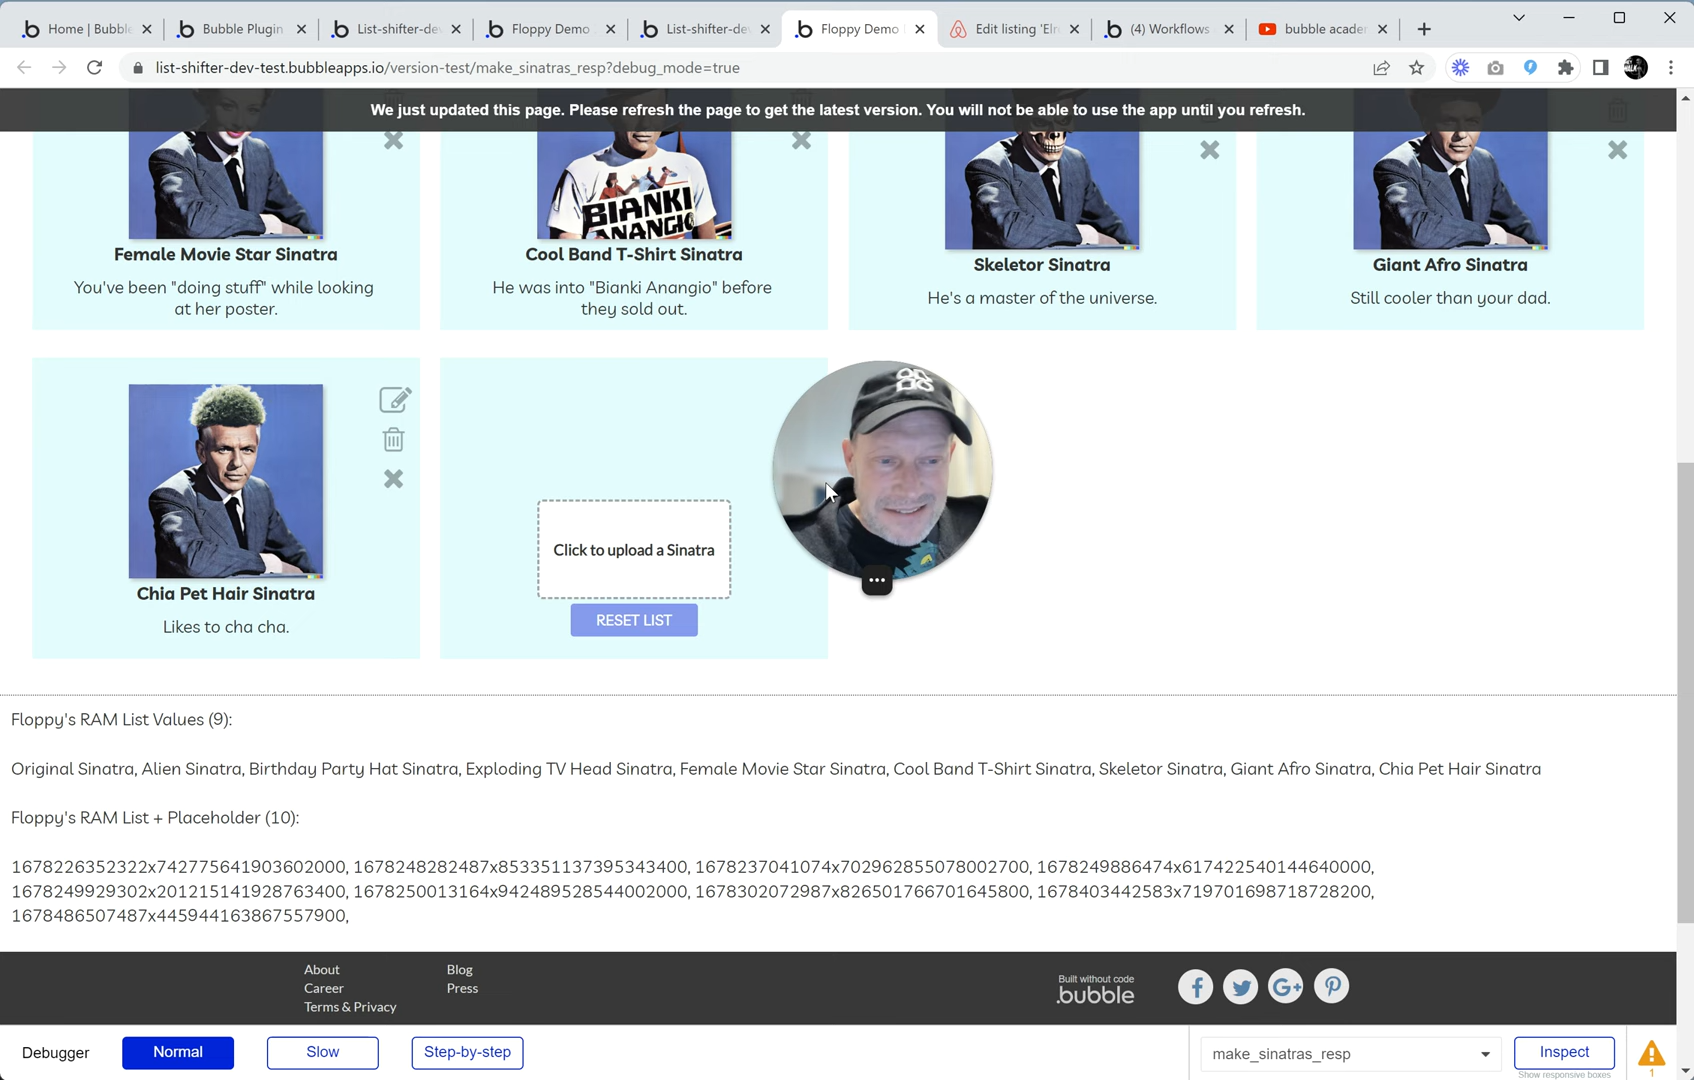 Home | Bubble
Bubble Plugin
List-shifter-dev
Floppy Demo
List-shifter-dev
Floppy Demo
Edit listing 'Elro
(4) Workflows
bubble academ
list-shifter-dev-test.bubbleapps.io/version-test/make_sinatras_resp?debug_mode=true
We just updated this page. Please refresh the page to get the latest version. You will not be able to use the app until you refresh.
BIANKI
ANANGIO
Female Movie Star Sinatra
You've been "doing stuff" while looking
at her poster.
Cool Band T-Shirt Sinatra
He was into "Bianki Anangio" before
they sold out.
Skeletor Sinatra
He's a master of the universe.
Giant Afro Sinatra
Still cooler than your dad.
Chia Pet Hair Sinatra
Likes to cha cha.
Click to upload a Sinatra
RESET LIST
Floppy's RAM List Values (9):
Original Sinatra, Alien Sinatra, Birthday Party Hat Sinatra, Exploding TV Head Sinatra, Female Movie Star Sinatra, Cool Band T-Shirt Sinatra, Skeletor Sinatra, Giant Afro Sinatra, Chia Pet Hair Sinatra
Floppy's RAM List + Placeholder (10):
1678226352322x742775641903602000, 1678248282487x853351137395343400, 1678237041074x702962855078002700, 1678249886474x617422540144640000,
1678249929302x201215141928763400, 1678250013164x942489528544002000, 1678302072987x826501766701645800, 1678403442583x719701698718728200,
1678486507487x445944163867557900,
About
Career
Terms & Privacy
Blog
Press
Built without code
.bubble
Debugger
Normal
Slow
Step-by-step
make_sinatras_resp
Inspect
Show responsive boxes
1